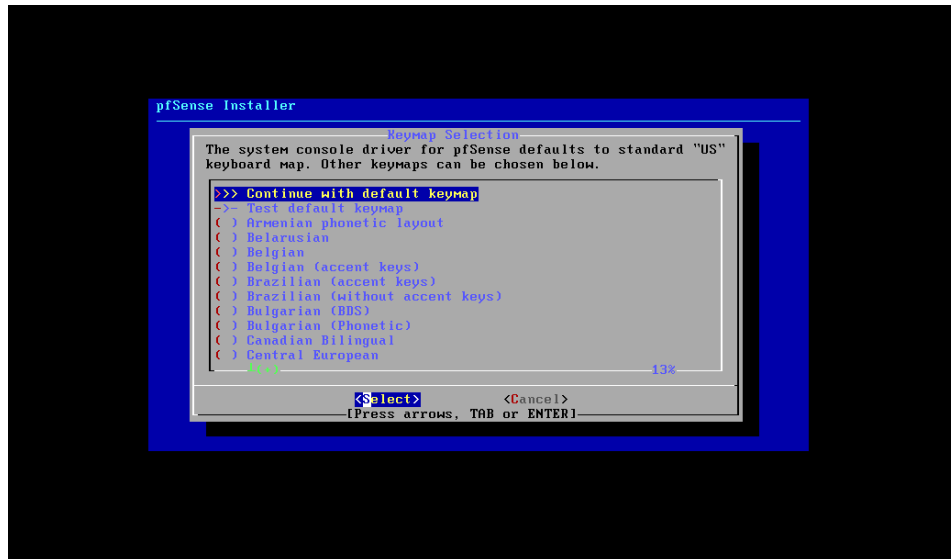 pfSense Installer
Keymap Selection
The system console driver for pfSense defaults to standard "US"
keyboard map. Other keymaps can be chosen below.
>>> Continue with default keymap
->- Test default keymap
( ) Armenian phonetic layout
( ) Belarusian
( ) Belgian
( ) Belgian (accent keys)
( ) Brazilian (accent keys)
( ) Brazilian (without accent keys)
( ) Bulgarian (BDS)
( ) Bulgarian (Phonetic)
( ) Canadian Bilingual
( ) Central European
13%
<Select> <Cancel>
[Press arrows, TAB or ENTER]